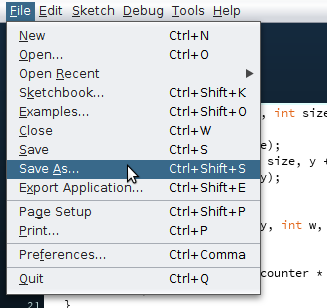 File Edit Sketch Debug Tools Help
New Ctrl+N
Open... Ctrl+O
Open Recent
Sketchbook... Ctrl+Shift+K
Examples... Ctrl+Shift+O
Close Ctrl+W
Save Ctrl+S
Save As... Ctrl+Shift+S
Export Application... Ctrl+Shift+E
Page Setup Ctrl+Shift+P
Print... Ctrl+P
Preferences... Ctrl+Comma
Quit Ctrl+Q
, int size
e);
size, y +
y);
y, int w,
counter *
21 }